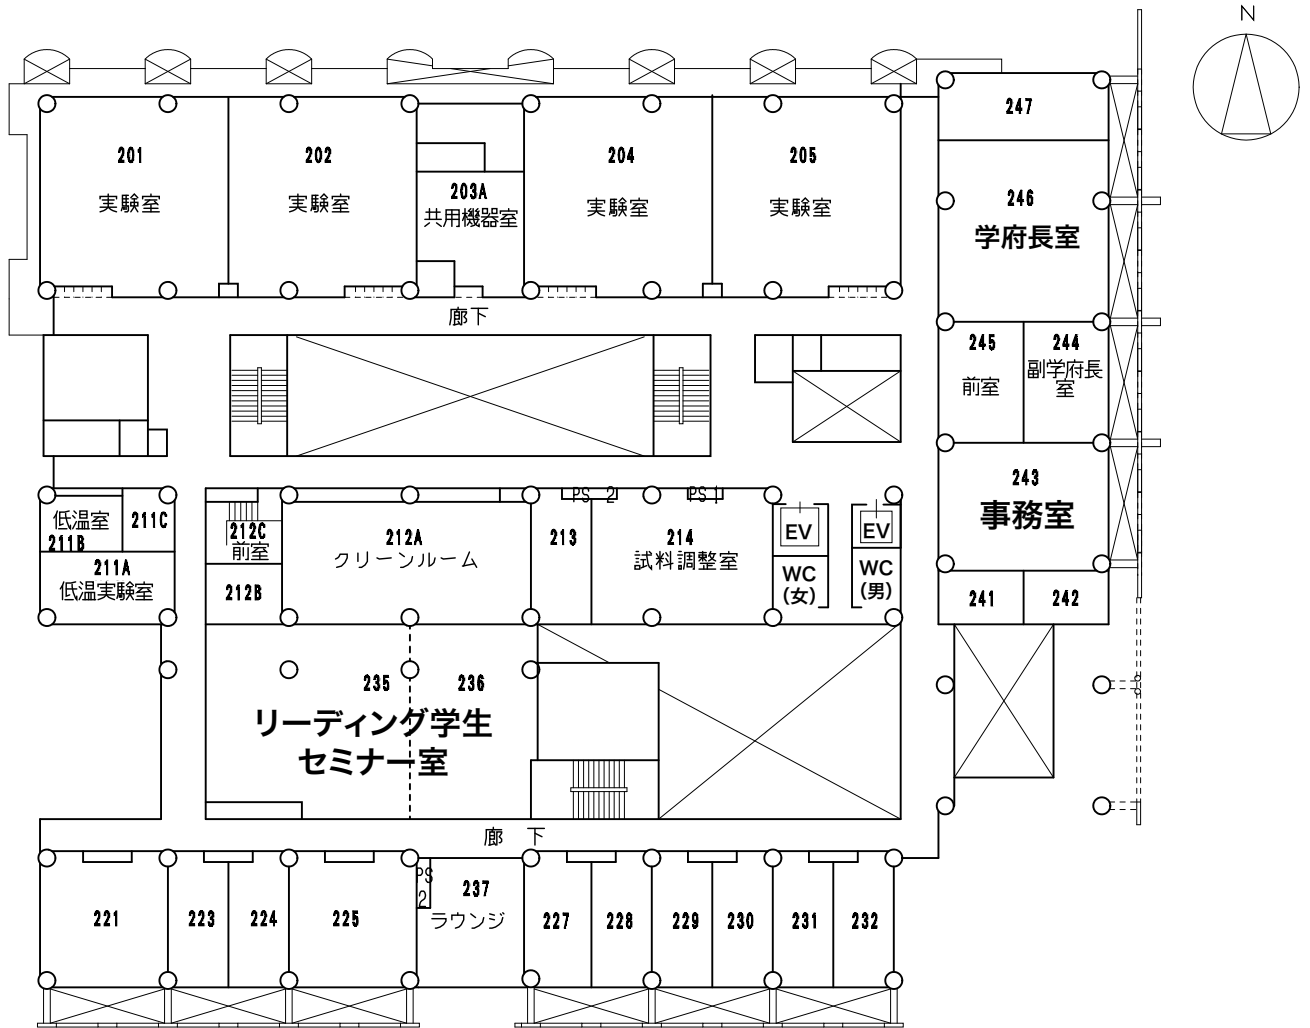 N
247
201
202
203A
204
205
実験室
実験室
共用機器室
実験室
実験室
246
学府長室
廊下
245
前室
244
副学府長
室
243
事務室
PS 2
PS 1
低温室
211B
211C
211A
低温実験室
212C
前室
212B
212A
クリーンルーム
213
214
試料調整室
EV
WC
(女)
EV
WC
(男)
241
242
235
236
リーディング学生
セミナー室
廊 下
221
223
224
225
PS
2
237
ラウンジ
227
228
229
230
231
232